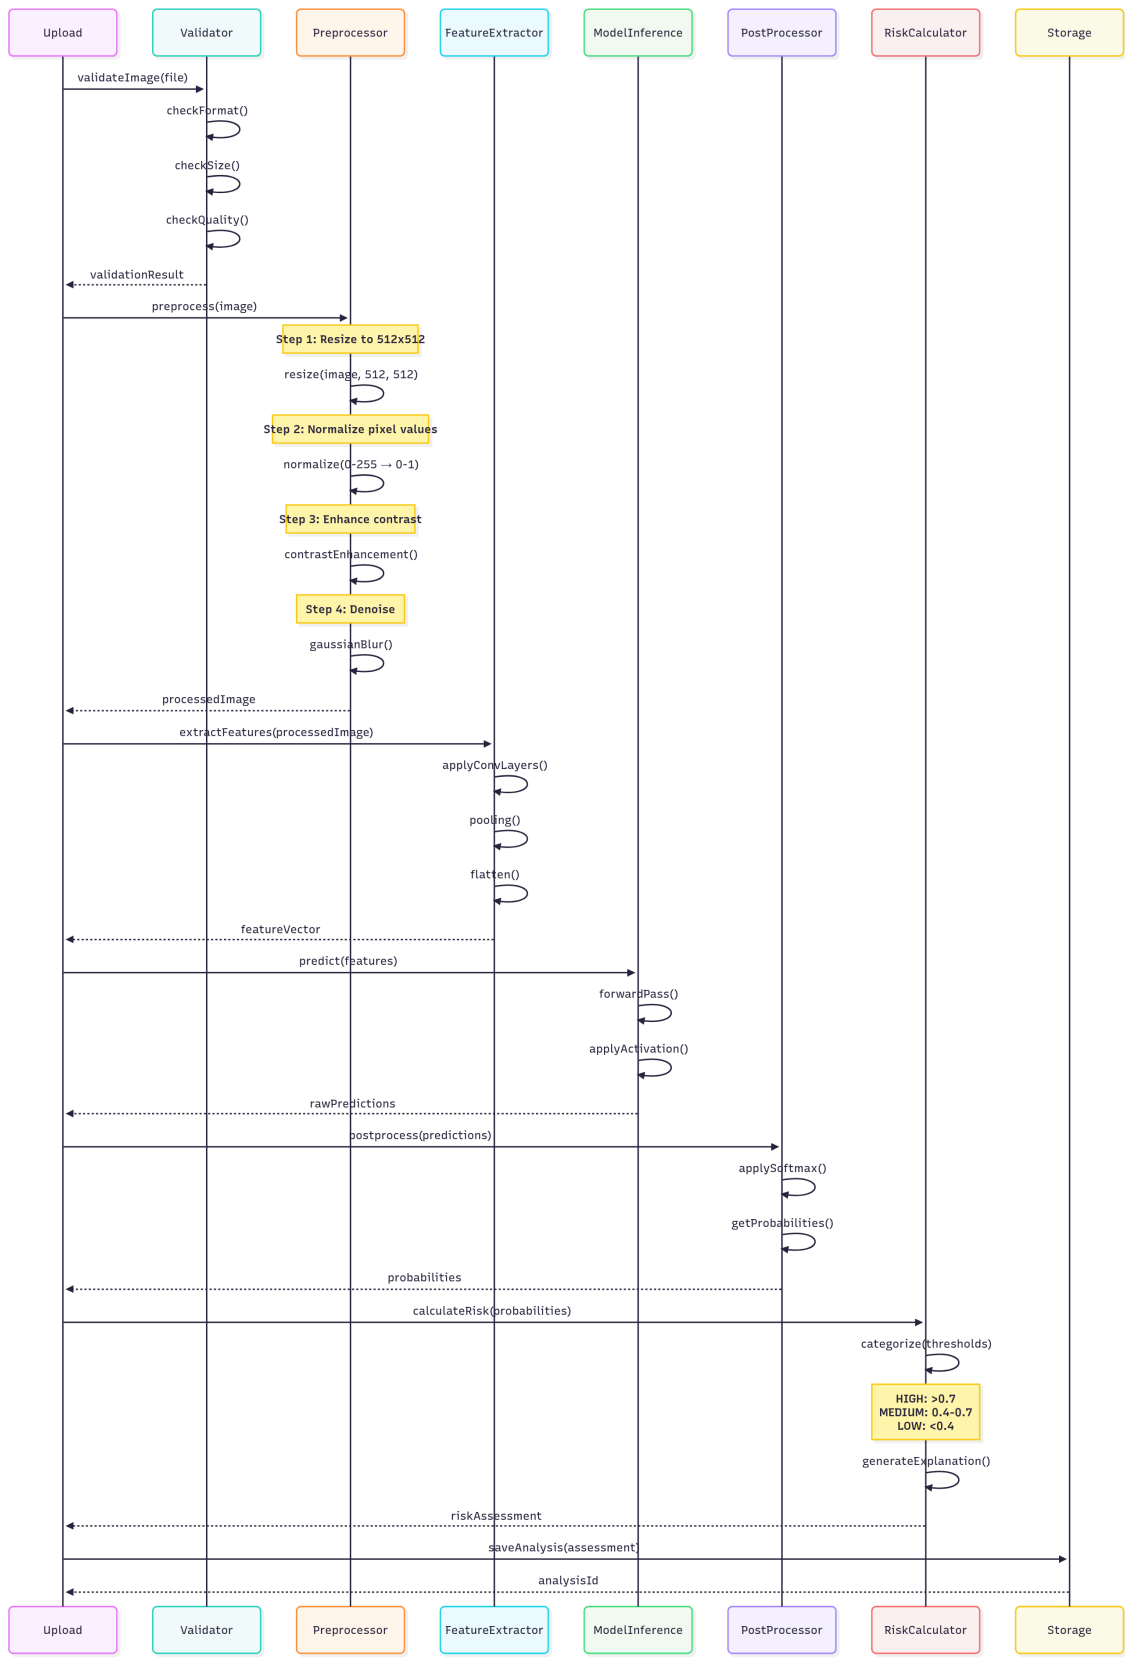 Upload
Validator
Preprocessor
FeatureExtractor
ModelInference
PostProcessor
RiskCalculator
Storage
validateImage(file)
checkFormat()
checkSize()
checkQuality()
validationResult
preprocess(image)
Step 1: Resize to 512x512
resize(image, 512, 512)
Step 2: Normalize pixel values
normalize(0-255 → 0-1)
Step 3: Enhance contrast
contrastEnhancement()
Step 4: Denoise
gaussianBlur()
processedImage
extractFeatures(processedImage)
applyConvLayers()
pooling()
flatten()
featureVector
predict(features)
forwardPass()
applyActivation()
rawPredictions
postprocess(predictions)
applySoftmax()
getProbabilities()
probabilities
calculateRisk(probabilities)
categorize(thresholds)
HIGH: >0.7
MEDIUM: 0.4-0.7
LOW: <0.4
generateExplanation()
riskAssessment
saveAnalysis(assessment)
analysisId
Upload
Validator
Preprocessor
FeatureExtractor
ModelInference
PostProcessor
RiskCalculator
Storage